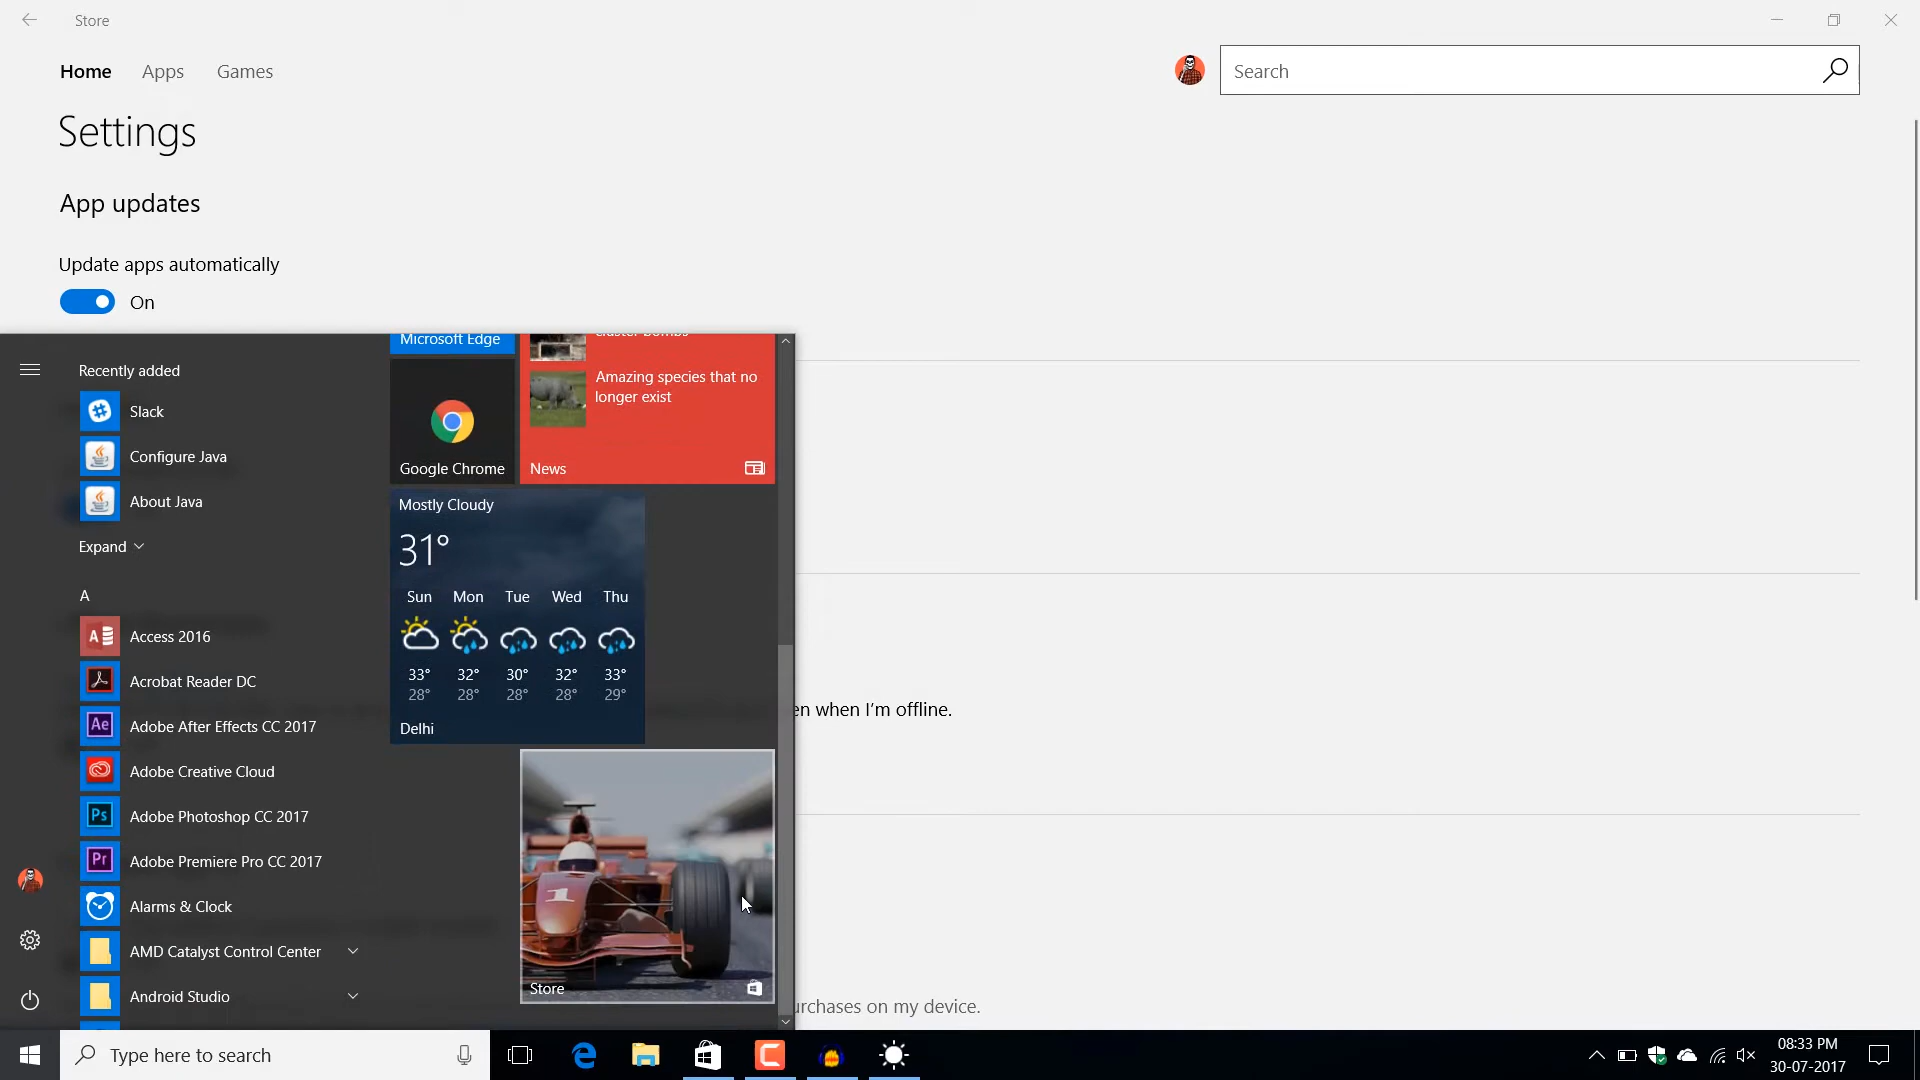 Store
Home Apps Games
Search
Settings
App updates
Update apps automatically
On
Recently added
Slack
Configure Java
About Java
Expand
A
Access 2016
Acrobat Reader DC
Adobe After Effects CC 2017
Adobe Creative Cloud
Adobe Photoshop CC 2017
Adobe Premiere Pro CC 2017
Alarms & Clock
AMD Catalyst Control Center
Android Studio
Microsoft Edge
Google Chrome
Amazing species that no
longer exist
News
Mostly Cloudy
31°
Sun Mon Tue Wed Thu
33° 32° 30° 32° 33°
28° 28° 28° 28° 29°
Delhi
1
Store
en when I’m offline.
urchases on my device.
Type here to search
08:33 PM
30-07-2017